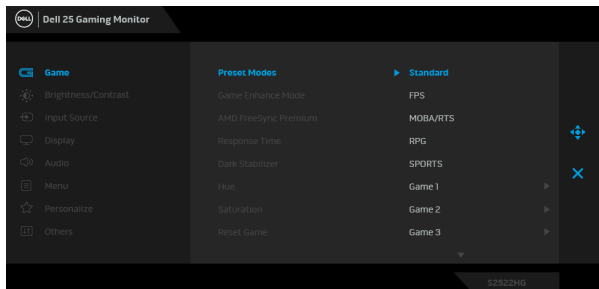 DELL Dell 25 Gaming Monitor
Game
Brightness/Contrast
Input Source
Display
Audio
Menu
Personalize
Others
Preset Modes
Game Enhance Mode
AMD FreeSync Premium
Response Time
Dark Stabilizer
Hue
Saturation
Reset Game
Standard
FPS
MOBA/RTS
RPG
SPORTS
Game 1
Game 2
Game 3
S2522HG